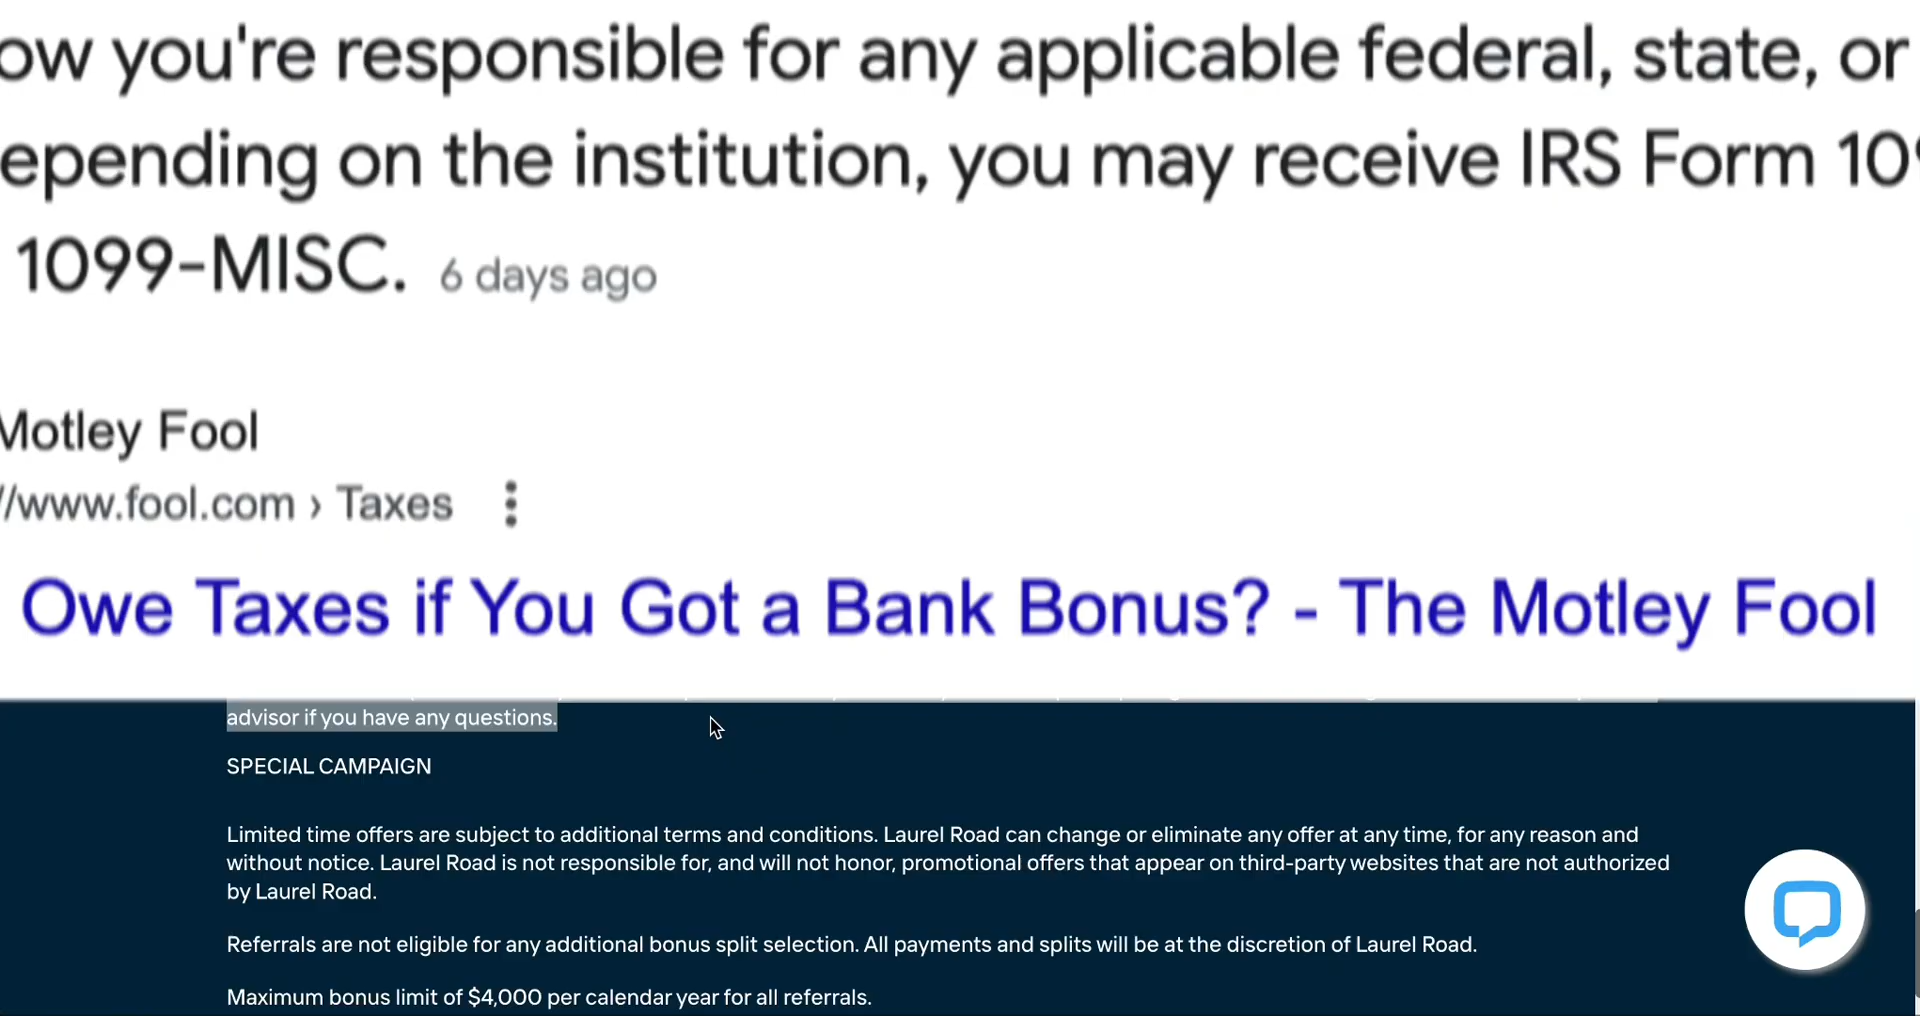 you're responsible for any applicable federal, state, or
on the institution, you may receive IRS Form
1099-MISC. 6 days ago
Motley Fool
//www.fool.com › Taxes
Owe Taxes if You Got a Bank Bonus? - The Motley Fool
advisor if you have any questions.
SPECIAL CAMPAIGN
Limited time offers are subject to additional terms and conditions. Laurel Road can change or eliminate any offer at any time, for any reason and
without notice. Laurel Road is not responsible for, and will not honor, promotional offers that appear on third-party websites that are not authorized
by Laurel Road.
Referrals are not eligible for any additional bonus split selection. All payments and splits will be at the discretion of Laurel Road.
Maximum bonus limit of $4,000 per calendar year for all referrals.